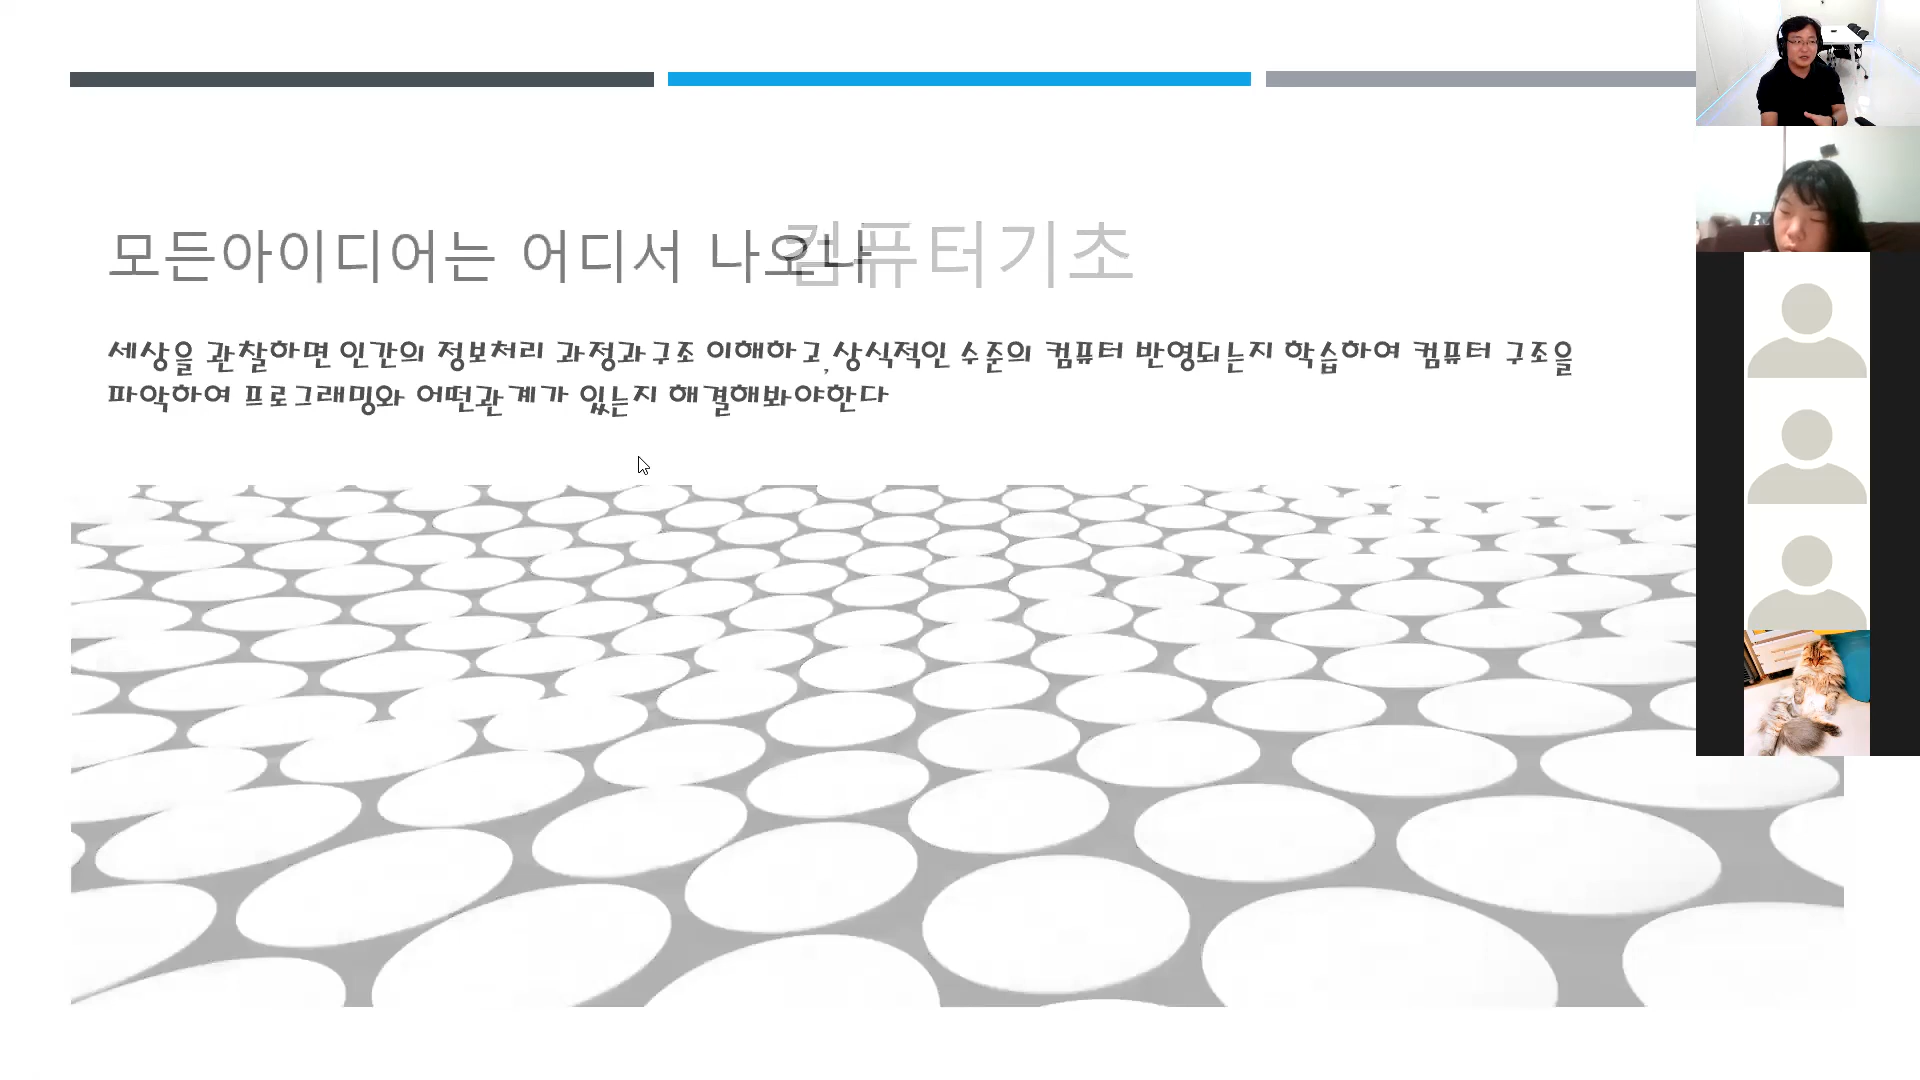 모든아이디어는 어디서 나오나
컴퓨터기초
세상을 관찰하면 인간의 정보처리 과정과구조 이해하고,상식적인 수준의 컴퓨터 반영되는지 학습하여 컴퓨터 구조을
파악하여 프로그래밍와 어떤관계가 있는지 해결해봐야한다